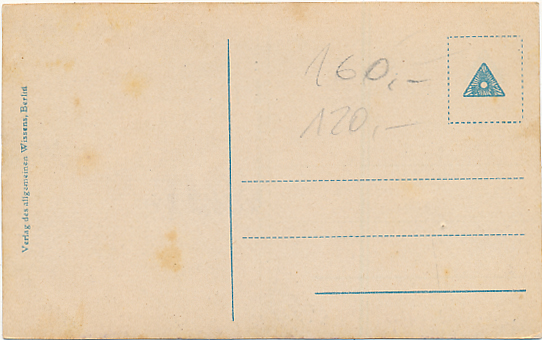 160,-
120,-
Verlag des allgemeinen Wissens, Berlin